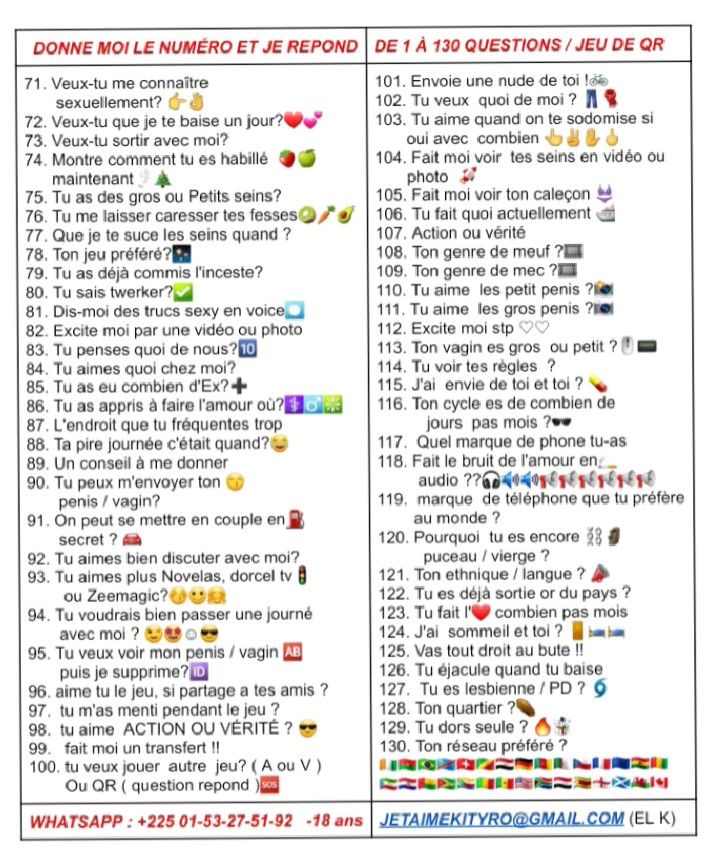 DONNE MOI LE NUMÉRO ET JE REPOND
71. Veux-tu me connaître
sexuellement? 👉👌
72. Veux-tu que je te baise un jour?❤️💕
73. Veux-tu sortir avec moi?
74. Montre comment tu es habillé 🍓🍏
maintenant 🎄
75. Tu as des gros ou Petits seins?
76. Tu me laisser caresser tes fesses🥝🥕🥑
77. Que je te suce les seins quand ?
78. Ton jeu préféré?
79. Tu as déjà commis l'inceste?
80. Tu sais twerker?✅
81. Dis-moi des trucs sexy en voice
82. Excite moi par une vidéo ou photo
83. Tu penses quoi de nous?🔟
84. Tu aimes quoi chez moi?
85. Tu as eu combien d'Ex?➕
86. Tu as appris à faire l'amour où?⚕️♂️❇️
87. L'endroit que tu fréquentes trop
88. Ta pire journée c'était quand?😂
89. Un conseil à me donner
90. Tu peux m'envoyer ton
penis / vagin?
91. On peut se mettre en couple en⛽
secret ? 🚘
92. Tu aimes bien discuter avec moi?
93. Tu aimes plus Novelas, dorcel tv🚦
ou Zeemagic?😚🙂🤗
94. Tu voudrais bien passer une journé
avec moi ? 😉😍☺😎
95. Tu veux voir mon penis / vagin 🆎
puis je supprime?🆔
96. aime tu le jeu, si partage a tes amis ?
97. tu m'as menti pendant le jeu ?
98. tu aime ACTION OU VÉRITÉ ? 😎
99. fait moi un transfert !!
100. tu veux jouer autre jeu? ( A ou V )
Ou QR ( question repond )🆘
WHATSAPP : +225 01-53-27-51-92 -18 ans
DE 1 À 130 QUESTIONS / JEU DE QR
101. Envoie une nude de toi !🚲
102. Tu veux quoi de moi ? 👖
103. Tu aime quand on te sodomise si
oui avec combien 👆✌️✋☝️
104. Fait moi voir tes seins en vidéo ou
photo 🚀
105. Fait moi voir ton caleçon 👙
106. Tu fait quoi actuellement
107. Action ou vérité
108. Ton genre de meuf ?
109. Ton genre de mec ?
110. Tu aime les petit penis ?📸
111. Tu aime les gros penis ?📷
112. Excite moi stp ♡♡
113. Ton vagin es gros ou petit ? 🖱️📟
114. Tu voir tes règles ?
115. J'ai envie de toi et toi ? 💊
116. Ton cycle es de combien de
jours pas mois ?🕶️
117. Quel marque de phone tu-as
118. Fait le bruit de l'amour en🚬
audio ??🎧🔊🔊📢📢📢📢📢📢
119. marque de téléphone que tu préfère
au monde ?
120. Pourquoi tu es encore ⛓️
puceau / vierge ?
121. Ton ethnique / langue ? 📣
122. Tu es déjà sortie or du pays ?
123. Tu fait l'❤️ combien pas mois
124. J'ai sommeil et toi ? 🚪🛌🛌
125. Vas tout droit au bute !!
126. Tu éjacule quand tu baise
127. Tu es lesbienne / PD ? 🌀
128. Ton quartier ?
129. Tu dors seule ? 🔥
130. Ton réseau préféré ?
JETAIMEKITYRO@GMAIL.COM (EL K)